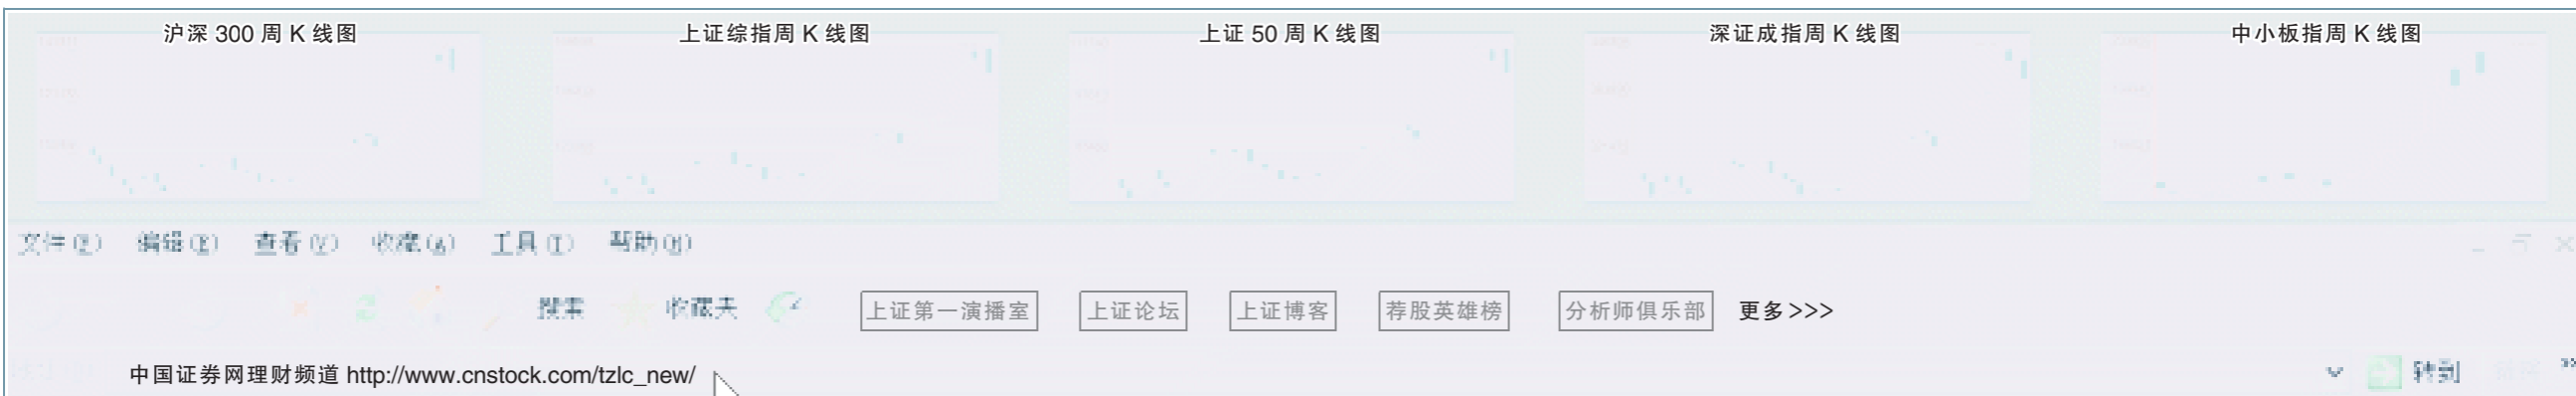 沪深 300 周 K 线图
上证综指周 K 线图
上证 50 周 K 线图
深证成指周 K 线图
中小板指周 K 线图
文件(F) 编辑(E) 查看(V) 收藏(A) 工具(T) 帮助(H)
搜索 收藏夹 上证第一演播室 上证论坛 上证博客 荐股英雄榜 分析师俱乐部 更多>>>
中国证券网理财频道 http://www.cnstock.com/tzlc_new/ 转到